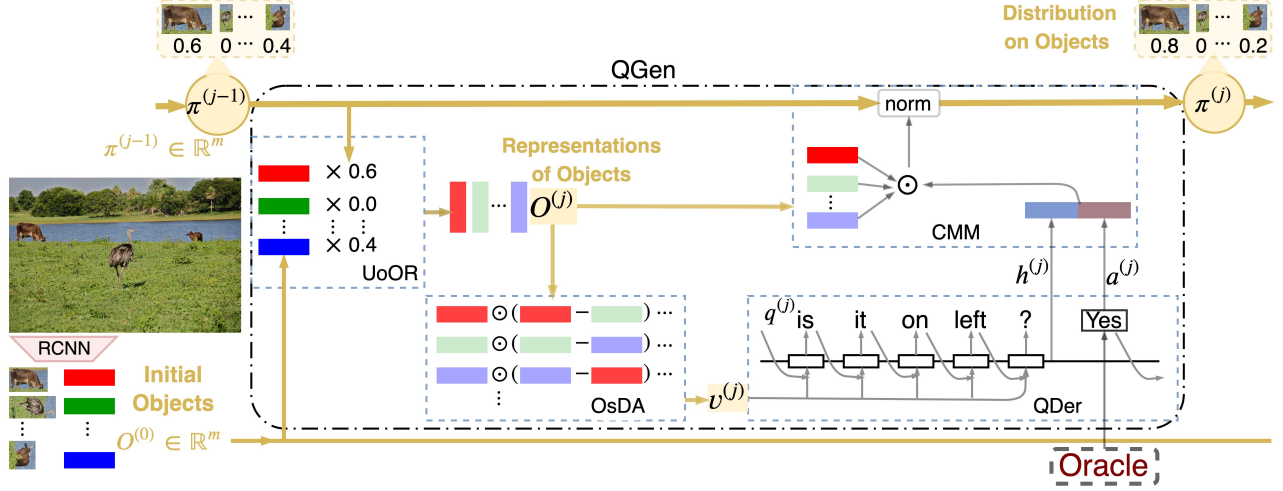 0.6 0 ... 0.4
Distribution
on Objects
0.8 0 ... 0.2
QGen
π^(j−1)
norm
π^(j)
π^(j−1) ∈ ℝ^m
× 0.6
× 0.0
× 0.4
UoOR
Representations
of Objects
... O^(j)
⊙
CMM
h^(j)
a^(j)
RCNN
Initial
Objects
O^(0) ∈ ℝ^m
⊙ ( − ) ...
⊙ ( − ) ...
⊙ ( − ) ...
OsDA
v^(j)
q^(j) is it on left ? Yes
QDer
Oracle